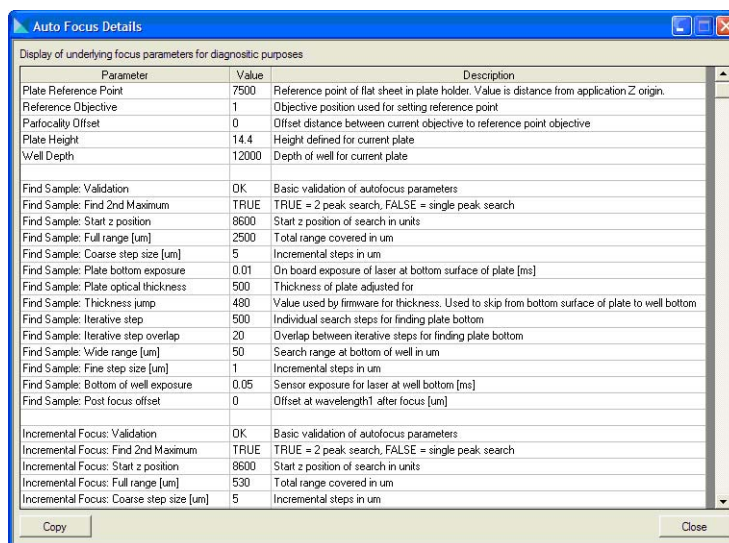 Auto Focus Details
Display of underlying focus parameters for diagnostic purposes
Parameter Value Description
Plate Reference Point 7500 Reference point of flat sheet in plate holder. Value is distance from application Z origin.
Reference Objective 1 Objective position used for setting reference point
Parfocality Offset 0 Offset distance between current objective to reference point objective
Plate Height 14.4 Height defined for current plate
Well Depth 12000 Depth of well for current plate
Find Sample: Validation OK Basic validation of autofocus parameters
Find Sample: Find 2nd Maximum TRUE TRUE = 2 peak search, FALSE = single peak search
Find Sample: Start z position 8600 Start z position of search in units
Find Sample: Full range [um] 2500 Total range covered in um
Find Sample: Coarse step size [um] 5 Incremental steps in um
Find Sample: Plate bottom exposure 0.01 On board exposure of laser at bottom surface of plate [ms]
Find Sample: Plate optical thickness 500 Thickness of plate adjusted for
Find Sample: Thickness jump 480 Value used by firmware for thickness. Used to skip from bottom surface of plate to well bottom
Find Sample: Iterative step 500 Individual search steps for finding plate bottom
Find Sample: Iterative step overlap 20 Overlap between iterative steps for finding plate bottom
Find Sample: Wide range [um] 50 Search range at bottom of well in um
Find Sample: Fine step size [um] 1 Incremental steps in um
Find Sample: Bottom of well exposure 0.05 Sensor exposure for laser at well bottom [ms]
Find Sample: Post focus offset 0 Offset at wavelength1 after focus [um]
Incremental Focus: Validation OK Basic validation of autofocus parameters
Incremental Focus: Find 2nd Maximum TRUE TRUE = 2 peak search, FALSE = single peak search
Incremental Focus: Start z position 8600 Start z position of search in units
Incremental Focus: Full range [um] 530 Total range covered in um
Incremental Focus: Coarse step size [um] 5 Incremental steps in um
Copy Close